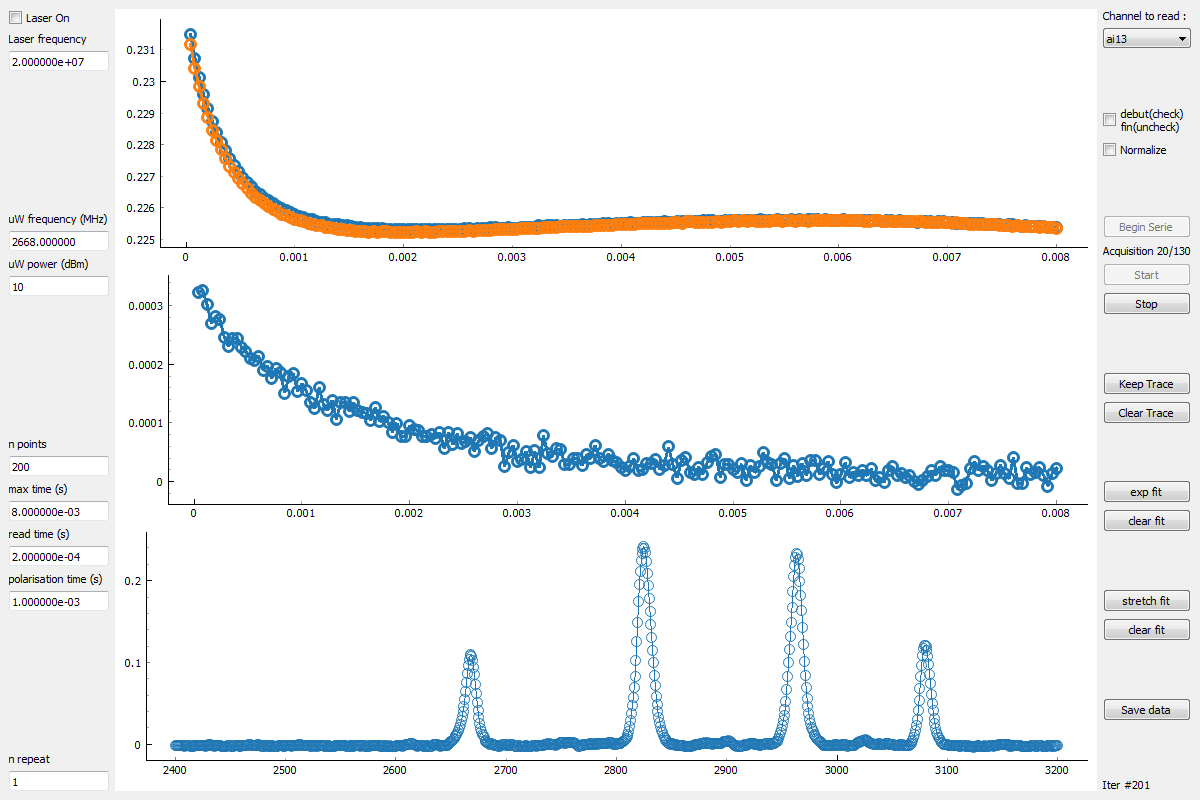 Laser On
Laser frequency
2.000000e+07
uW frequency (MHz)
2668.000000
uW power (dBm)
10
n points
200
max time (s)
8.000000e-03
read time (s)
2.000000e-04
polarisation time (s)
1.000000e-03
n repeat
1
0.231
0.23
0.229
0.228
0.227
0.226
0.225
0 0.001 0.002 0.003 0.004 0.005 0.006 0.007 0.008
0.0003
0.0002
0.0001
0
0 0.001 0.002 0.003 0.004 0.005 0.006 0.007 0.008
0.2
0.1
0
2400 2500 2600 2700 2800 2900 3000 3100 3200
Channel to read :
ai13
debut(check)
fin(uncheck)
Normalize
Begin Serie
Acquisition 20/130
Start
Stop
Keep Trace
Clear Trace
exp fit
clear fit
stretch fit
clear fit
Save data
Iter #201